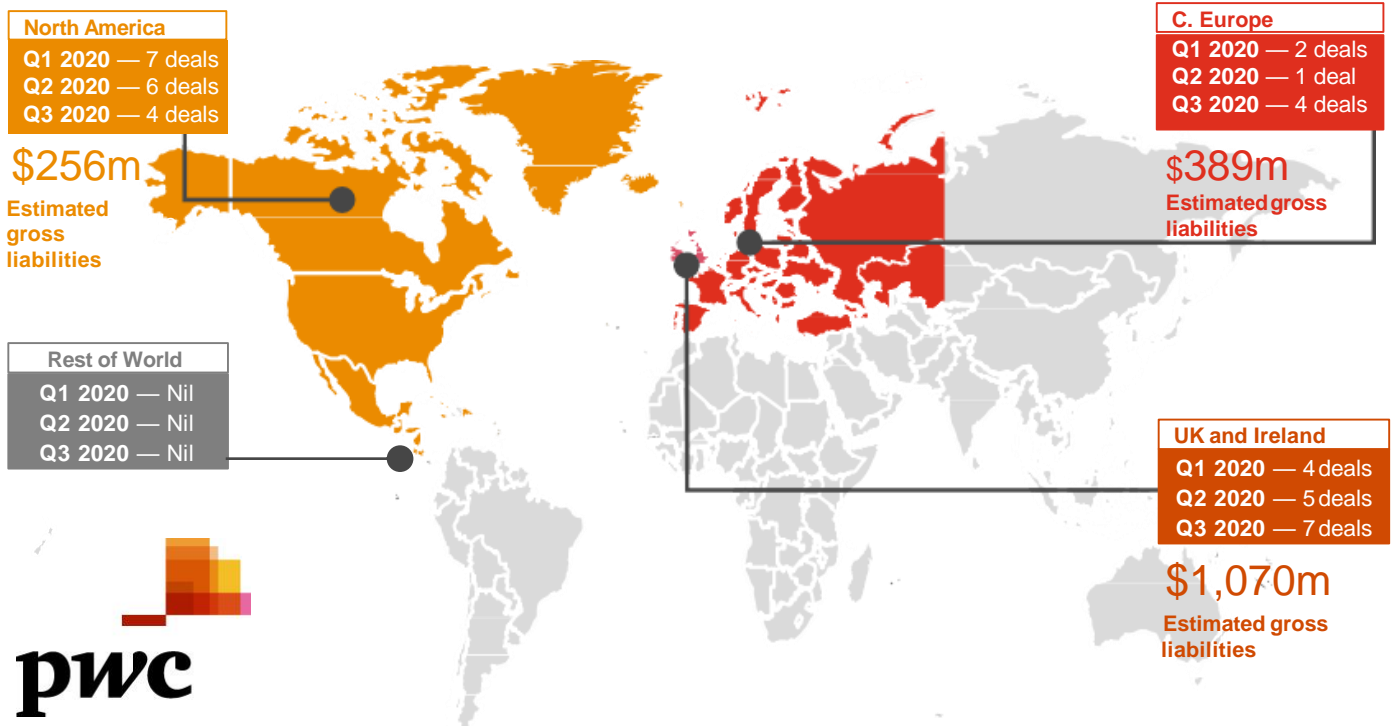 North America
Q1 2020 — 7 deals
Q2 2020 — 6 deals
Q3 2020 — 4 deals
$256m
Estimated
gross
liabilities
C. Europe
Q1 2020 — 2 deals
Q2 2020 — 1 deal
Q3 2020 — 4 deals
$389m
Estimated gross
liabilities
Rest of World
Q1 2020 — Nil
Q2 2020 — Nil
Q3 2020 — Nil
UK and Ireland
Q1 2020 — 4 deals
Q2 2020 — 5 deals
Q3 2020 — 7 deals
$1,070m
Estimated gross
liabilities
pwc